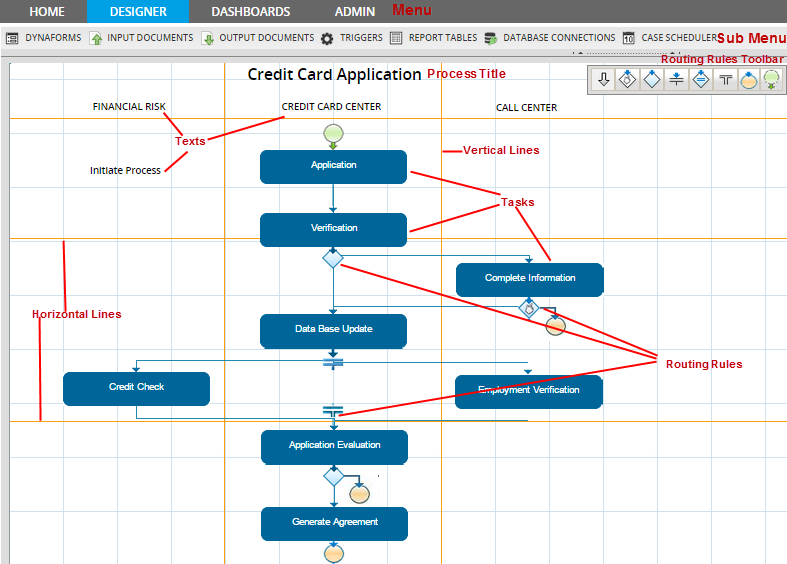 HOME DESIGNER DASHBOARDS ADMIN Menu
DYNAFORMS INPUT DOCUMENTS OUTPUT DOCUMENTS TRIGGERS REPORT TABLES DATABASE CONNECTIONS 10 CASE SCHEDULER Sub Menu
Routing Rules Toolbar
Credit Card Application Process Title
FINANCIAL RISK CREDIT CARD CENTER CALL CENTER
Texts
Vertical Lines
Initiate Process Application
Tasks
Verification
Complete Information
Horizontal Lines
Data Base Update
Routing Rules
Credit Check Employment Verification
Application Evaluation
Generate Agreement